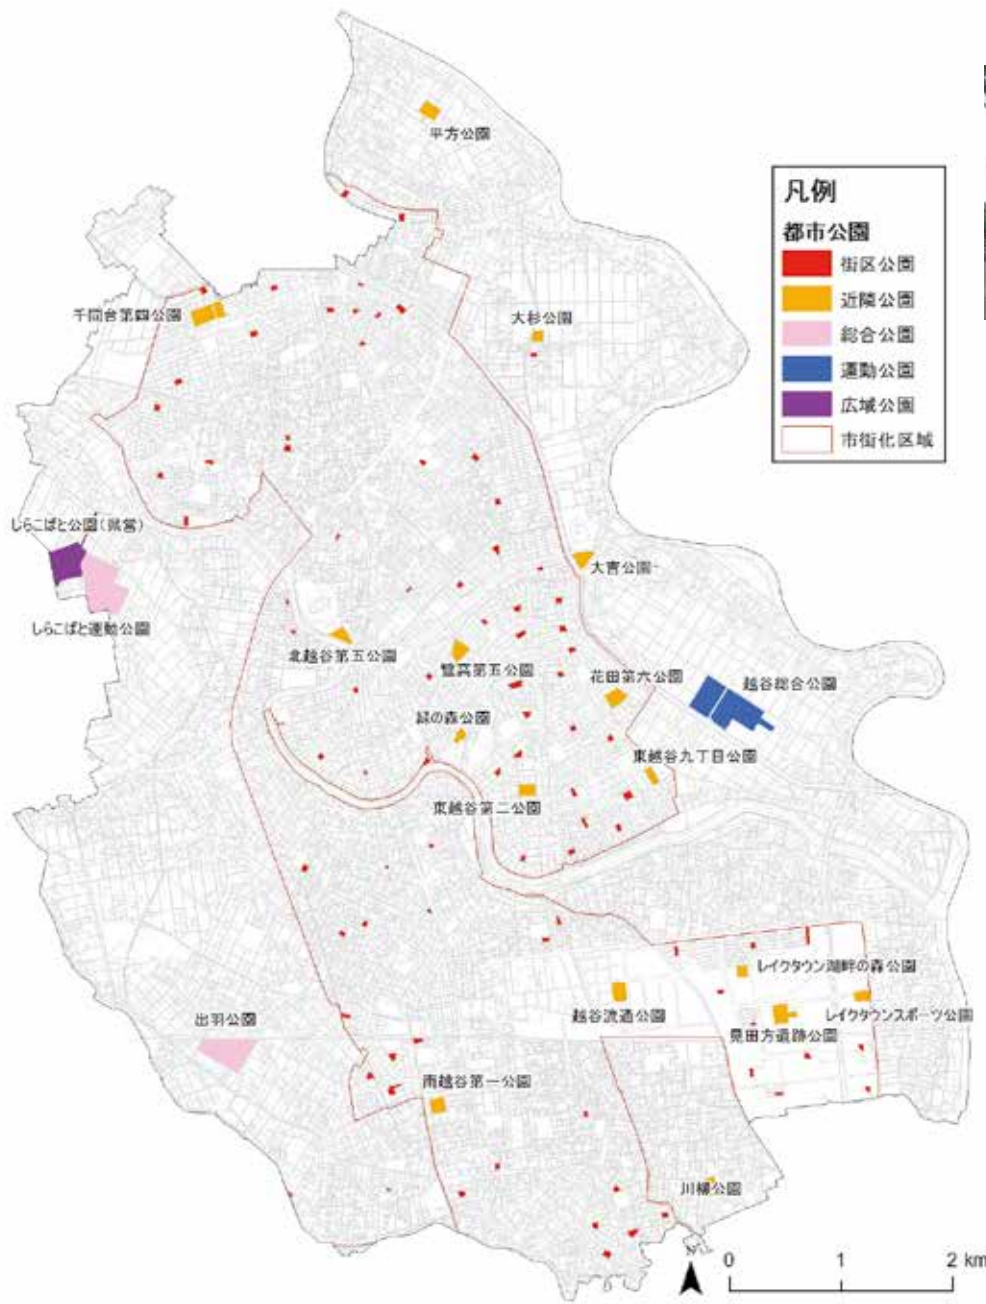 平方公園
凡例
都市公園
街区公園
近隣公園
総合公園
運動公園
広域公園
市街化区域
千間台第四公園
大杉公園
しらこばと公園(県営)
しらこばと運動公園
大吉公園
北越谷第五公園
鷺高第五公園
花田第六公園
越谷総合公園
緑の森公園
東越谷九丁目公園
東越谷第二公園
レイクタウン湖畔の森公園
出羽公園
越谷流通公園
レイクタウンスポーツ公園
見田方遺跡公園
南越谷第一公園
川柳公園
N
0 1 2 km